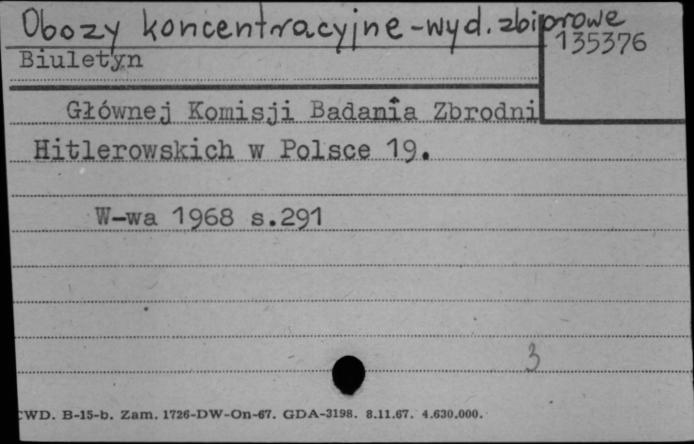 Obozy koncentracyjne - wyd. zbiorowe
135376
Biuletyn
Głównej Komisji Badania Zbrodni
Hitlerowskich w Polsce 19.
W-wa 1968 s.291
3
CWD. B-15-b. Zam. 1726-DW-On-67. GDA-3198. 8.11.67. 4.630.000.